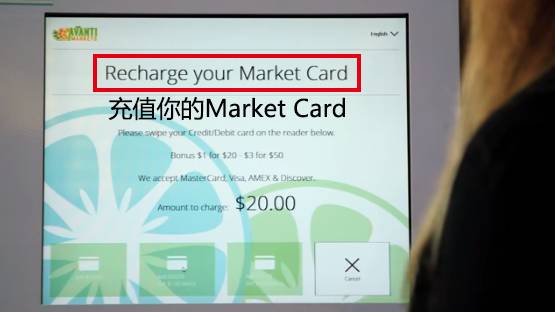 AVANTI
MARKETS
English
Recharge your Market Card
充值你的Market Card
Please swipe your Credit/Debit card on the reader below.
Bonus $1 for $20 - $3 for $50
We accept MasterCard, Visa, AMEX & Discover.
Amount to charge: $20.00
Cancel